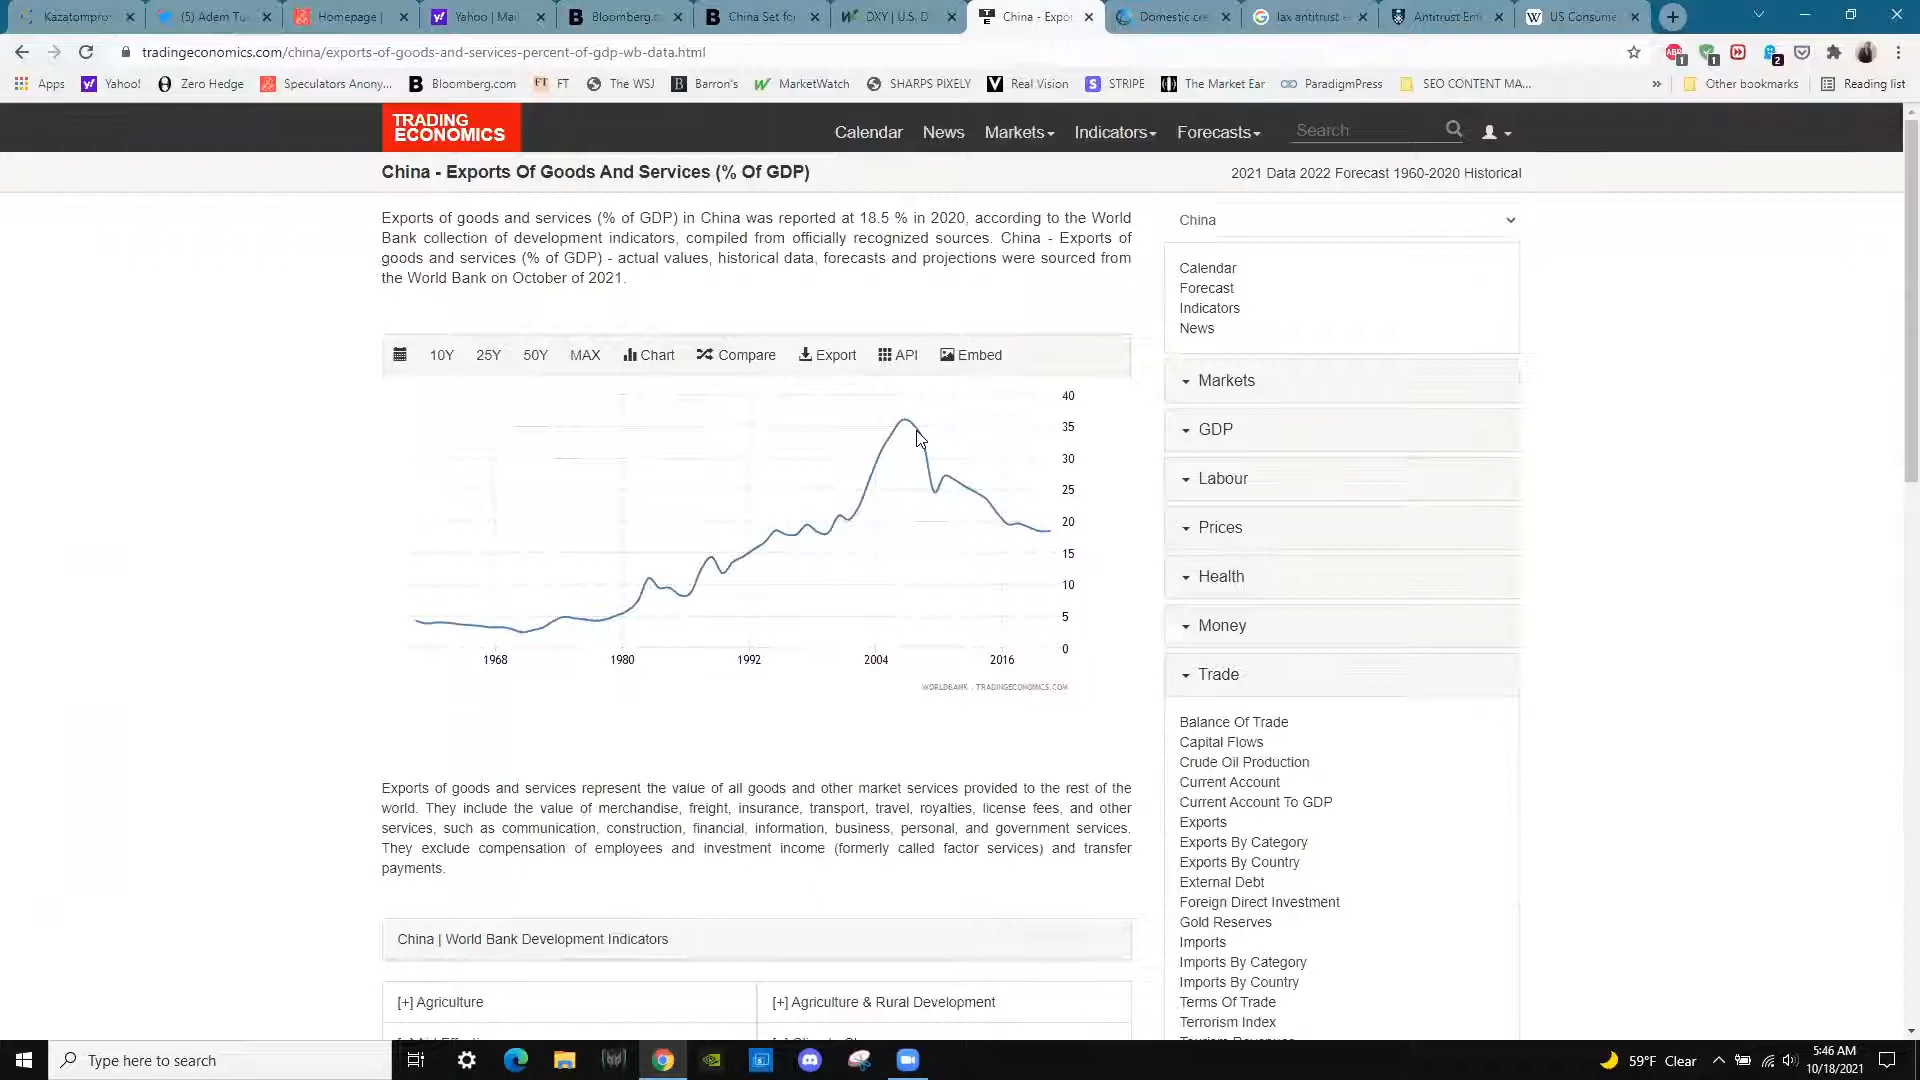 Kazatompro
(5) Adem Tu
Homepage |
Yahoo | Mail
Bloomberg.c
China Set fo
DXY | U.S. D
China - Expo
Domestic cre
lax antitrust e
Antitrust Enf
US Consume
tradingeconomics.com/china/exports-of-goods-and-services-percent-of-gdp-wb-data.html
Apps Yahoo! Zero Hedge Speculators Anony... Bloomberg.com FT The WSJ Barron's MarketWatch SHARPS PIXELY Real Vision STRIPE The Market Ear ParadigmPress SEO CONTENT MA... » Other bookmarks Reading list
TRADING
ECONOMICS
Calendar News Markets Indicators Forecasts Search
China - Exports Of Goods And Services (% Of GDP)
2021 Data 2022 Forecast 1960-2020 Historical
Exports of goods and services (% of GDP) in China was reported at 18.5 % in 2020, according to the World
Bank collection of development indicators, compiled from officially recognized sources. China - Exports of
goods and services (% of GDP) - actual values, historical data, forecasts and projections were sourced from
the World Bank on October of 2021.
10Y 25Y 50Y MAX Chart Compare Export API Embed
40
35
30
25
20
15
10
5
0
1968 1980 1992 2004 2016
WORLDBANK - TRADINGECONOMICS.COM
Exports of goods and services represent the value of all goods and other market services provided to the rest of the
world. They include the value of merchandise, freight, insurance, transport, travel, royalties, license fees, and other
services, such as communication, construction, financial, information, business, personal, and government services.
They exclude compensation of employees and investment income (formerly called factor services) and transfer
payments.
China | World Bank Development Indicators
[+] Agriculture
[+] Agriculture & Rural Development
China
Calendar
Forecast
Indicators
News
Markets
GDP
Labour
Prices
Health
Money
Trade
Balance Of Trade
Capital Flows
Crude Oil Production
Current Account
Current Account To GDP
Exports
Exports By Category
Exports By Country
External Debt
Foreign Direct Investment
Gold Reserves
Imports
Imports By Category
Imports By Country
Terms Of Trade
Terrorism Index
Type here to search
59°F Clear
5:46 AM
10/18/2021